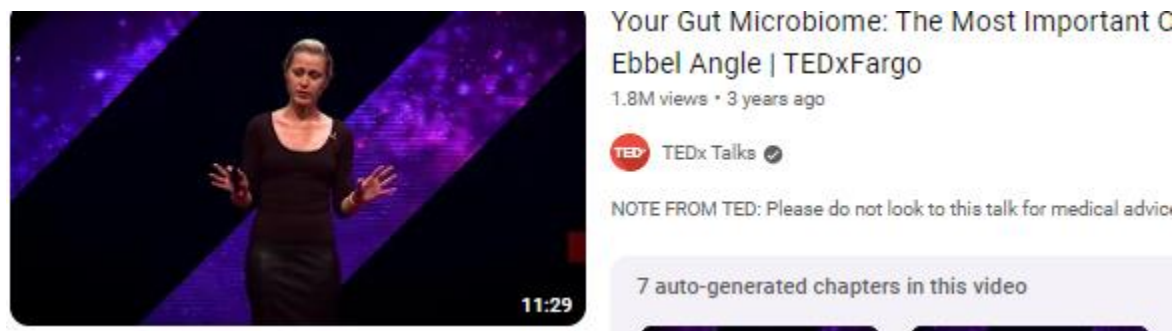 Your Gut Microbiome: The Most Important
Ebbel Angle | TEDxFargo
1.8M views • 3 years ago
TED TEDx Talks
NOTE FROM TED: Please do not look to this talk for medical advice
7 auto-generated chapters in this video
11:29